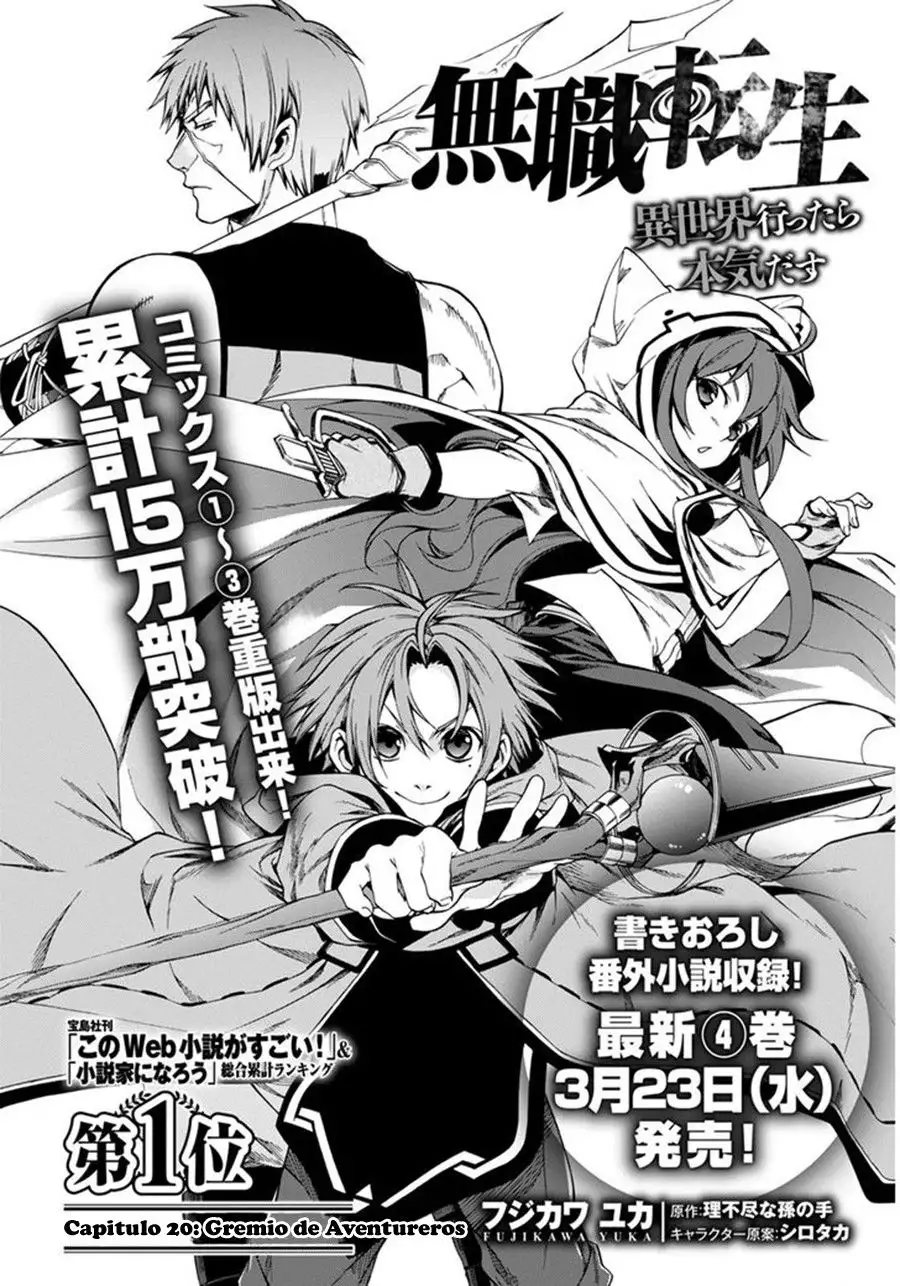 無職転生
異世界行ったら
本気だす
コミックス①〜③巻重版出来!
累計15万部突破!
書きおろし
番外小説収録!
最新④巻
3月23日(水)
発売!
宝島社刊
「このWeb小説がすごい!」&
「小説家になろう」総合累計ランキング
第1位
Capitulo 20: Gremio de Aventureros
フジカワ ユカ
FUJIKAWA YUKA
原作:理不尽な孫の手
キャラクター原案:シロタカ